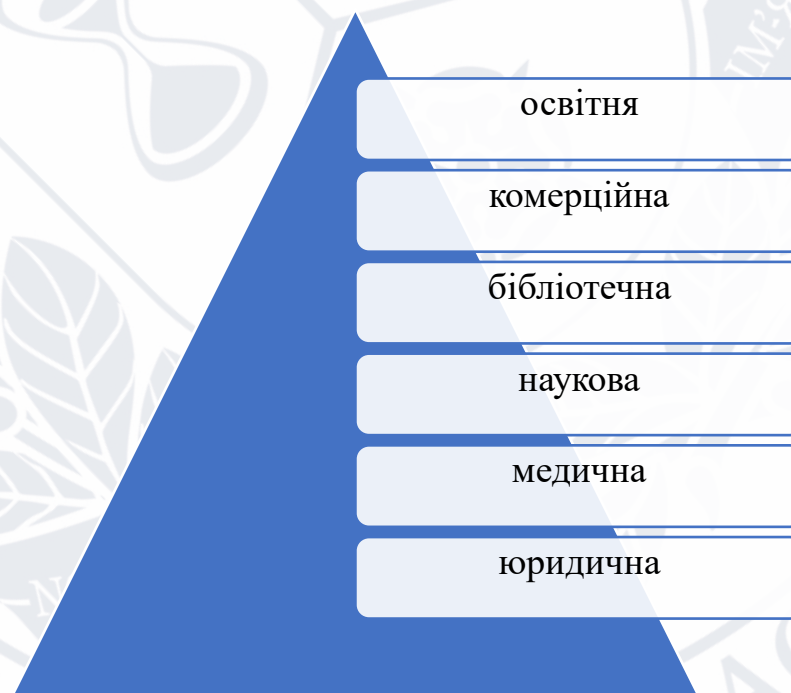 освітня
комерційна
бібліотечна
наукова
медична
юридична